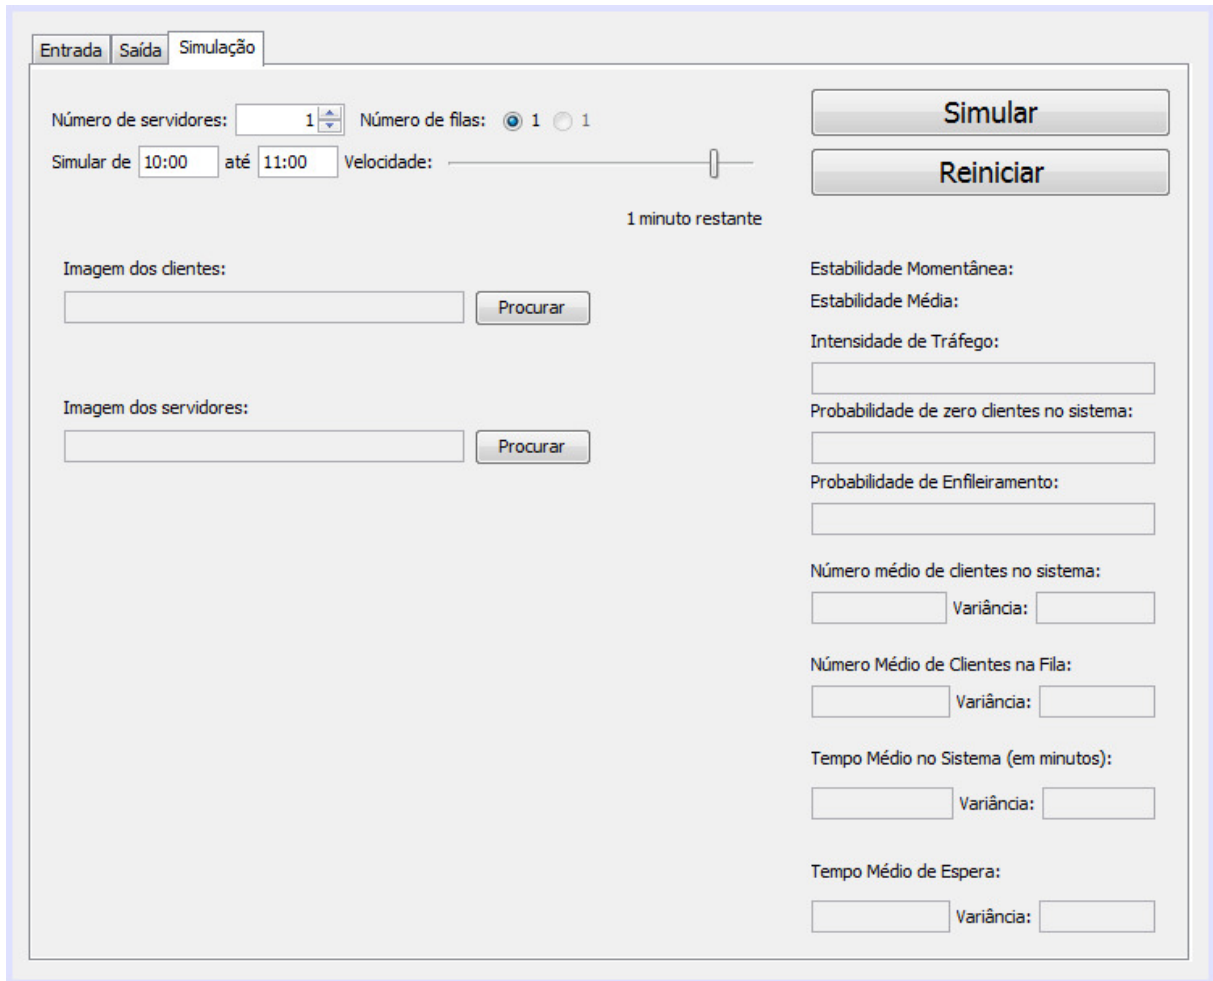 Entrada Saída Simulação
Número de servidores: 1 Número de filas: 1 1
Simular de 10:00 até 11:00 Velocidade:
1 minuto restante
Imagem dos clientes:
Procurar
Imagem dos servidores:
Procurar
Simular
Reiniciar
Estabilidade Momentânea:
Estabilidade Média:
Intensidade de Tráfego:
Probabilidade de zero clientes no sistema:
Probabilidade de Enfileiramento:
Número médio de clientes no sistema:
Variância:
Número Médio de Clientes na Fila:
Variância:
Tempo Médio no Sistema (em minutos):
Variância:
Tempo Médio de Espera:
Variância: